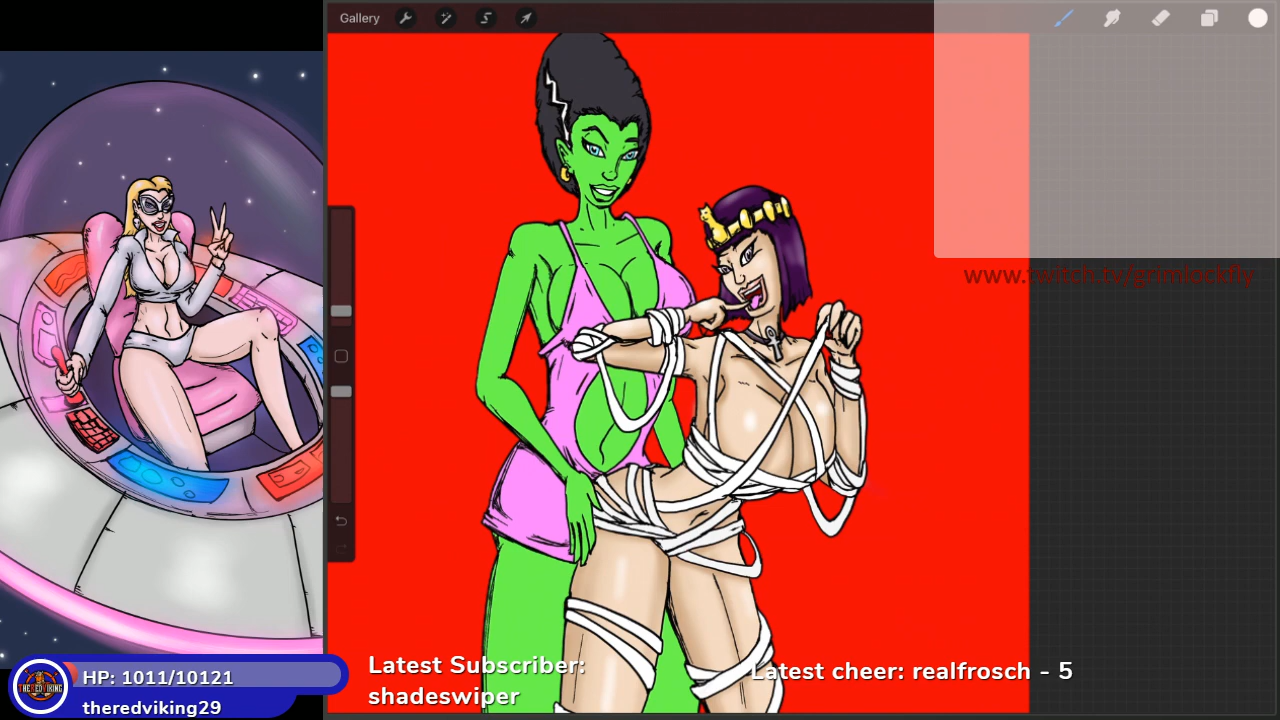 Gallery
www.twitch.tv/grimlockfly
HP: 1011/10121
theredviking29
Latest Subscriber:
shadeswiper
Latest cheer: realfrosch - 5